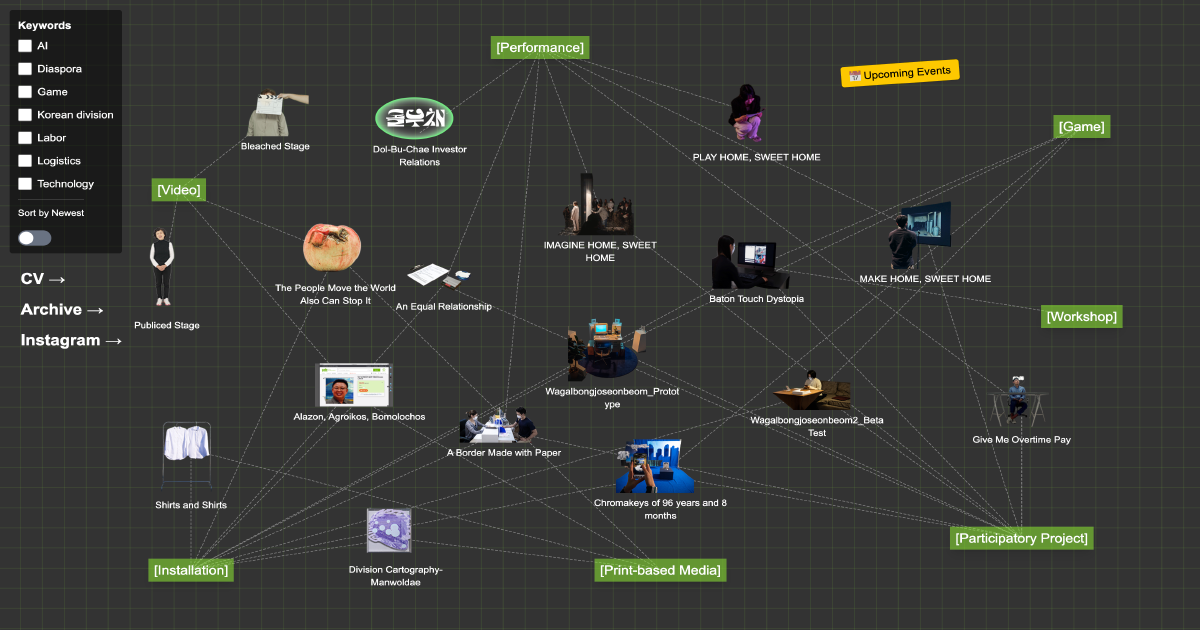 Keywords
AI
Diaspora
Game
Korean division
Labor
Logistics
Technology
Sort by Newest
CV →
Archive →
Instagram →
[Performance]
Upcoming Events
[Game]
Bleached Stage
Dol-Bu-Chae Investor
Relations
PLAY HOME, SWEET HOME
[Video]
IMAGINE HOME, SWEET
HOME
MAKE HOME, SWEET HOME
The People Move the World
Also Can Stop It
An Equal Relationship
Baton Touch Dystopia
Publiced Stage
[Workshop]
Wagalbongjoseonbeom_Protot
ype
Alazon, Agroikos, Bomolochos
Wagalbongjoseonbeom2_Beta
Test
Give Me Overtime Pay
A Border Made with Paper
Shirts and Shirts
Chromakeys of 96 years and 8
months
[Participatory Project]
[Installation]
Division Cartography-
Manwoldae
[Print-based Media]